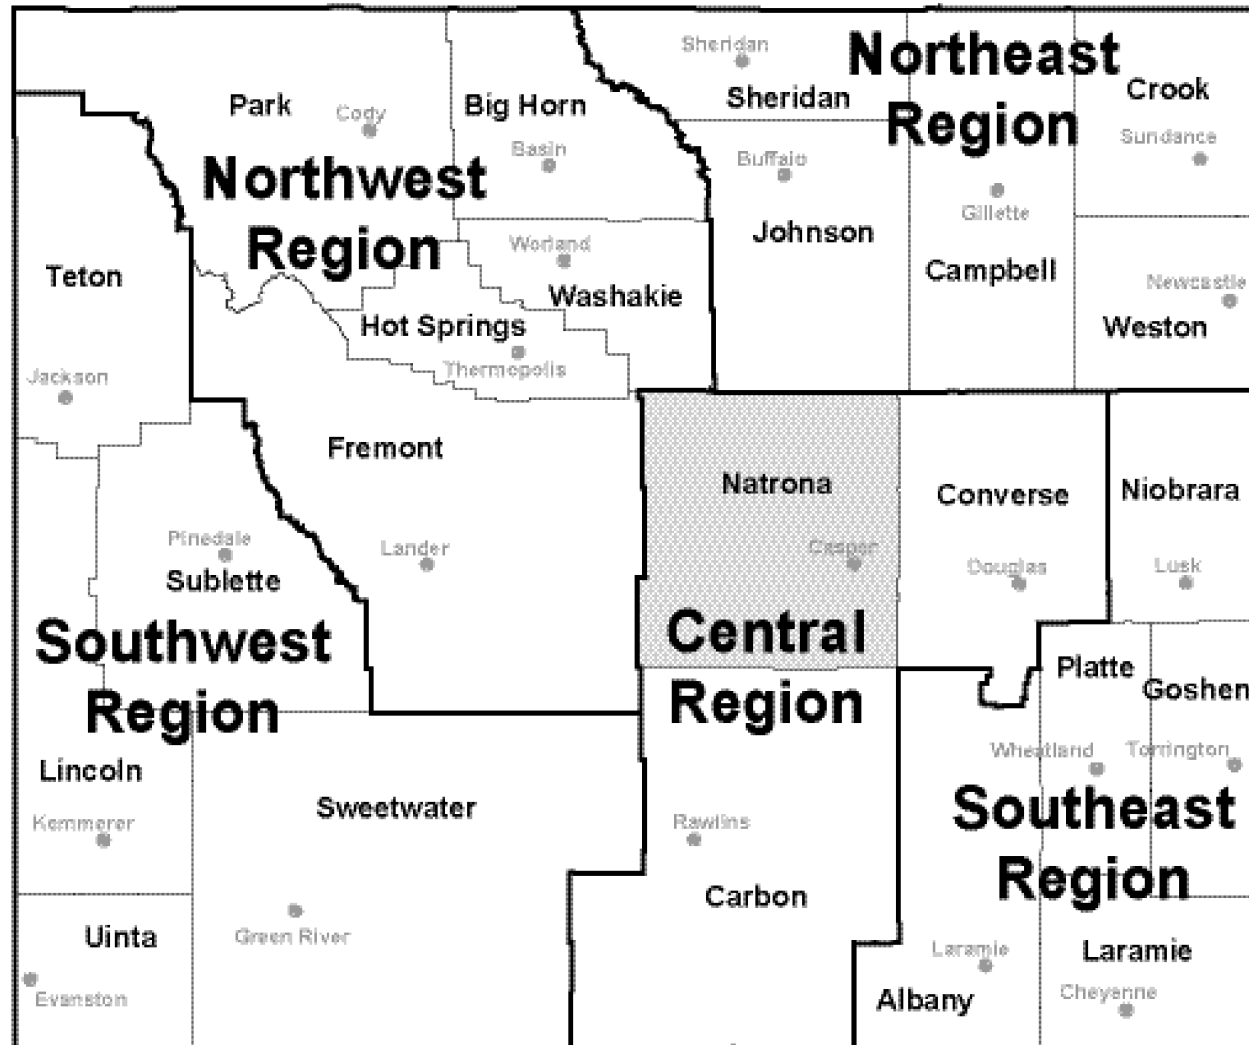 Sheridan
Northeast
Region
Crook
Park
Cody
Big Horn
Sheridan
Sundance
Basin
Buffalo
Northwest
Region
Gillette
Johnson
Worland
Teton
Campbell
Newcastle
Washakie
Hot Springs
Weston
Thermopolis
Jackson
Fremont
Natrona
Converse
Niobrara
Pinedale
Lander
Casper
Douglas
Lusk
Sublette
Southwest
Region
Central
Region
Platte
Goshen
Wheatland
Torrington
Lincoln
Sweetwater
Southeast
Region
Kemmerer
Rawlins
Carbon
Uinta
Green River
Laramie
Laramie
Evanston
Albany
Cheyenne